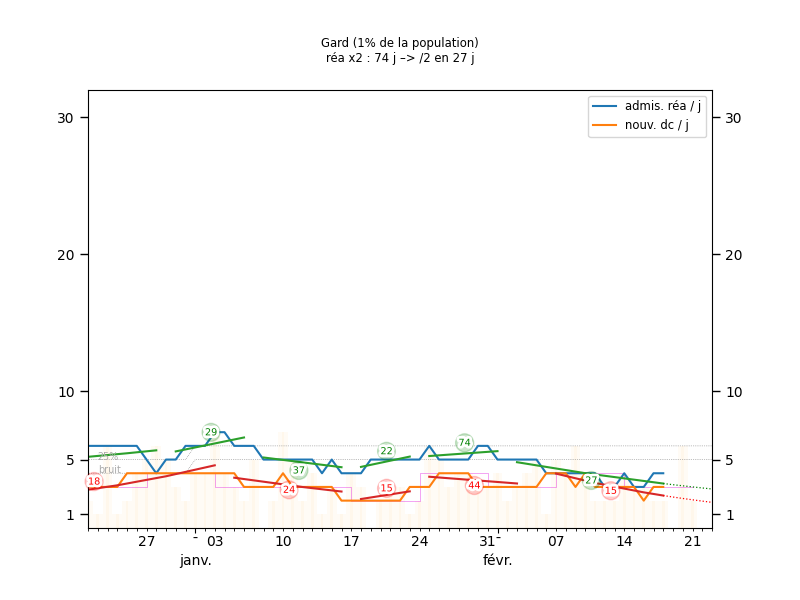 Gard (1% de la population)
réa x2 : 74 j –> /2 en 27 j
admis. réa / j
nouv. dc / j
30 30
20 20
10 10
5 5
1 1
29
74
22
25%
bruit
37
18
24
15
44
27
15
27 - 03 10 17 24 31- 07 14 21
janv. févr.